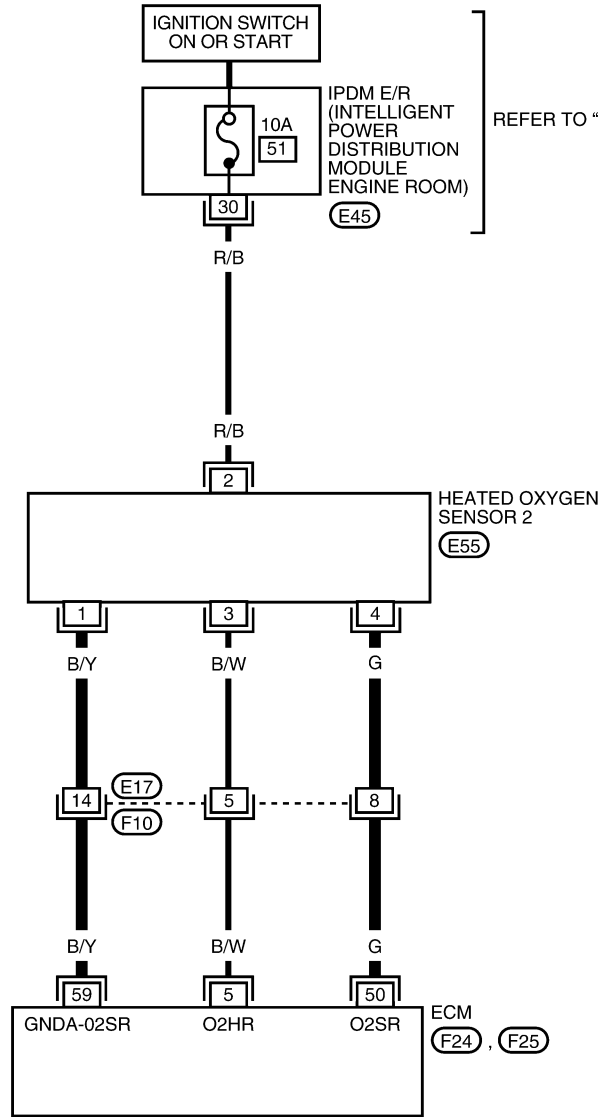 IGNITION SWITCH
ON OR START
IPDM E/R
(INTELLIGENT
POWER
DISTRIBUTION
MODULE
ENGINE ROOM)
10A
51
REFER TO “
30
E45
R/B
R/B
2
HEATED OXYGEN
SENSOR 2
E55
1 3 4
B/Y B/W G
E17
14 5 8
F10
B/Y B/W G
59 5 50
GNDA-02SR O2HR O2SR
ECM
F24 , F25